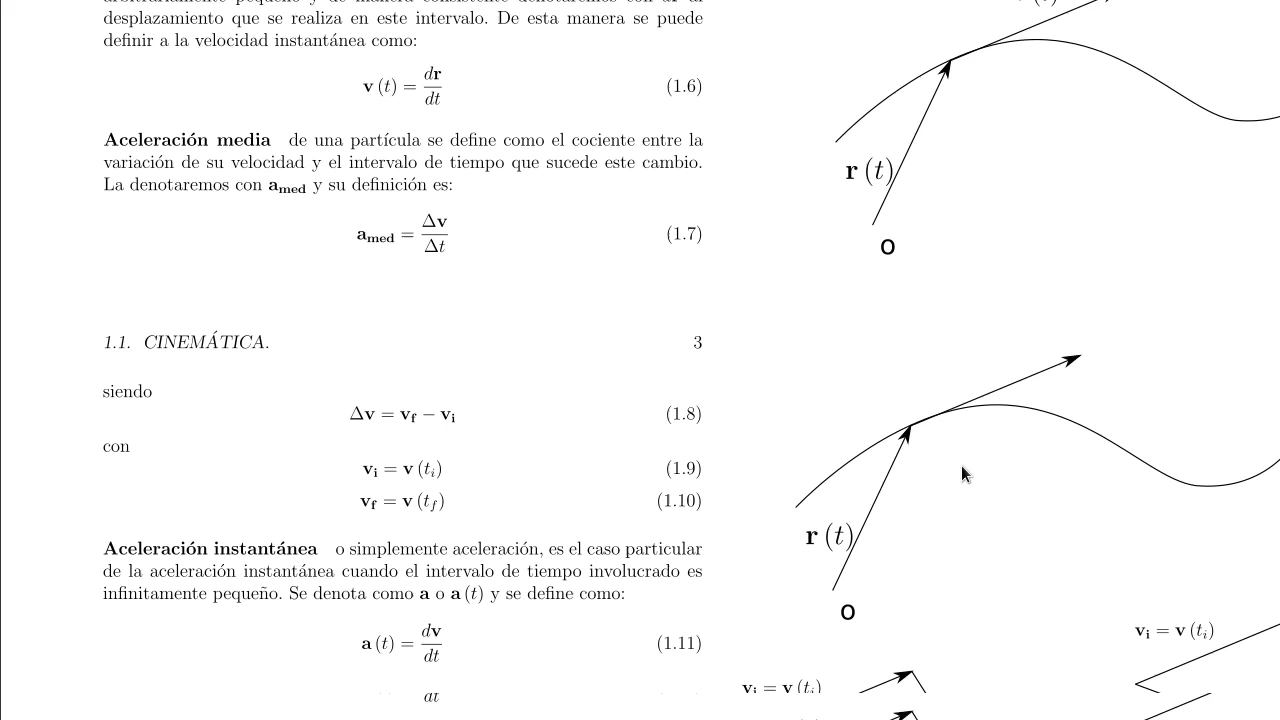 desplazamiento que se realiza en este intervalo. De esta manera se puede
definir a la velocidad instantánea como:
v (t) = dr/dt (1.6)
Aceleración media de una partícula se define como el cociente entre la
variación de su velocidad y el intervalo de tiempo que sucede este cambio.
La denotaremos con a_med y su definición es:
a_med = Δv/Δt (1.7)
1.1. CINEMÁTICA. 3
siendo
Δv = v_f − v_i (1.8)
con
v_i = v (t_i) (1.9)
v_f = v (t_f) (1.10)
Aceleración instantánea o simplemente aceleración, es el caso particular
de la aceleración instantánea cuando el intervalo de tiempo involucrado es
infinitamente pequeño. Se denota como a o a (t) y se define como:
a (t) = dv/dt (1.11)
r (t)
O
r (t)
O
v_i = v (t_i)
v_i = v (t_i)